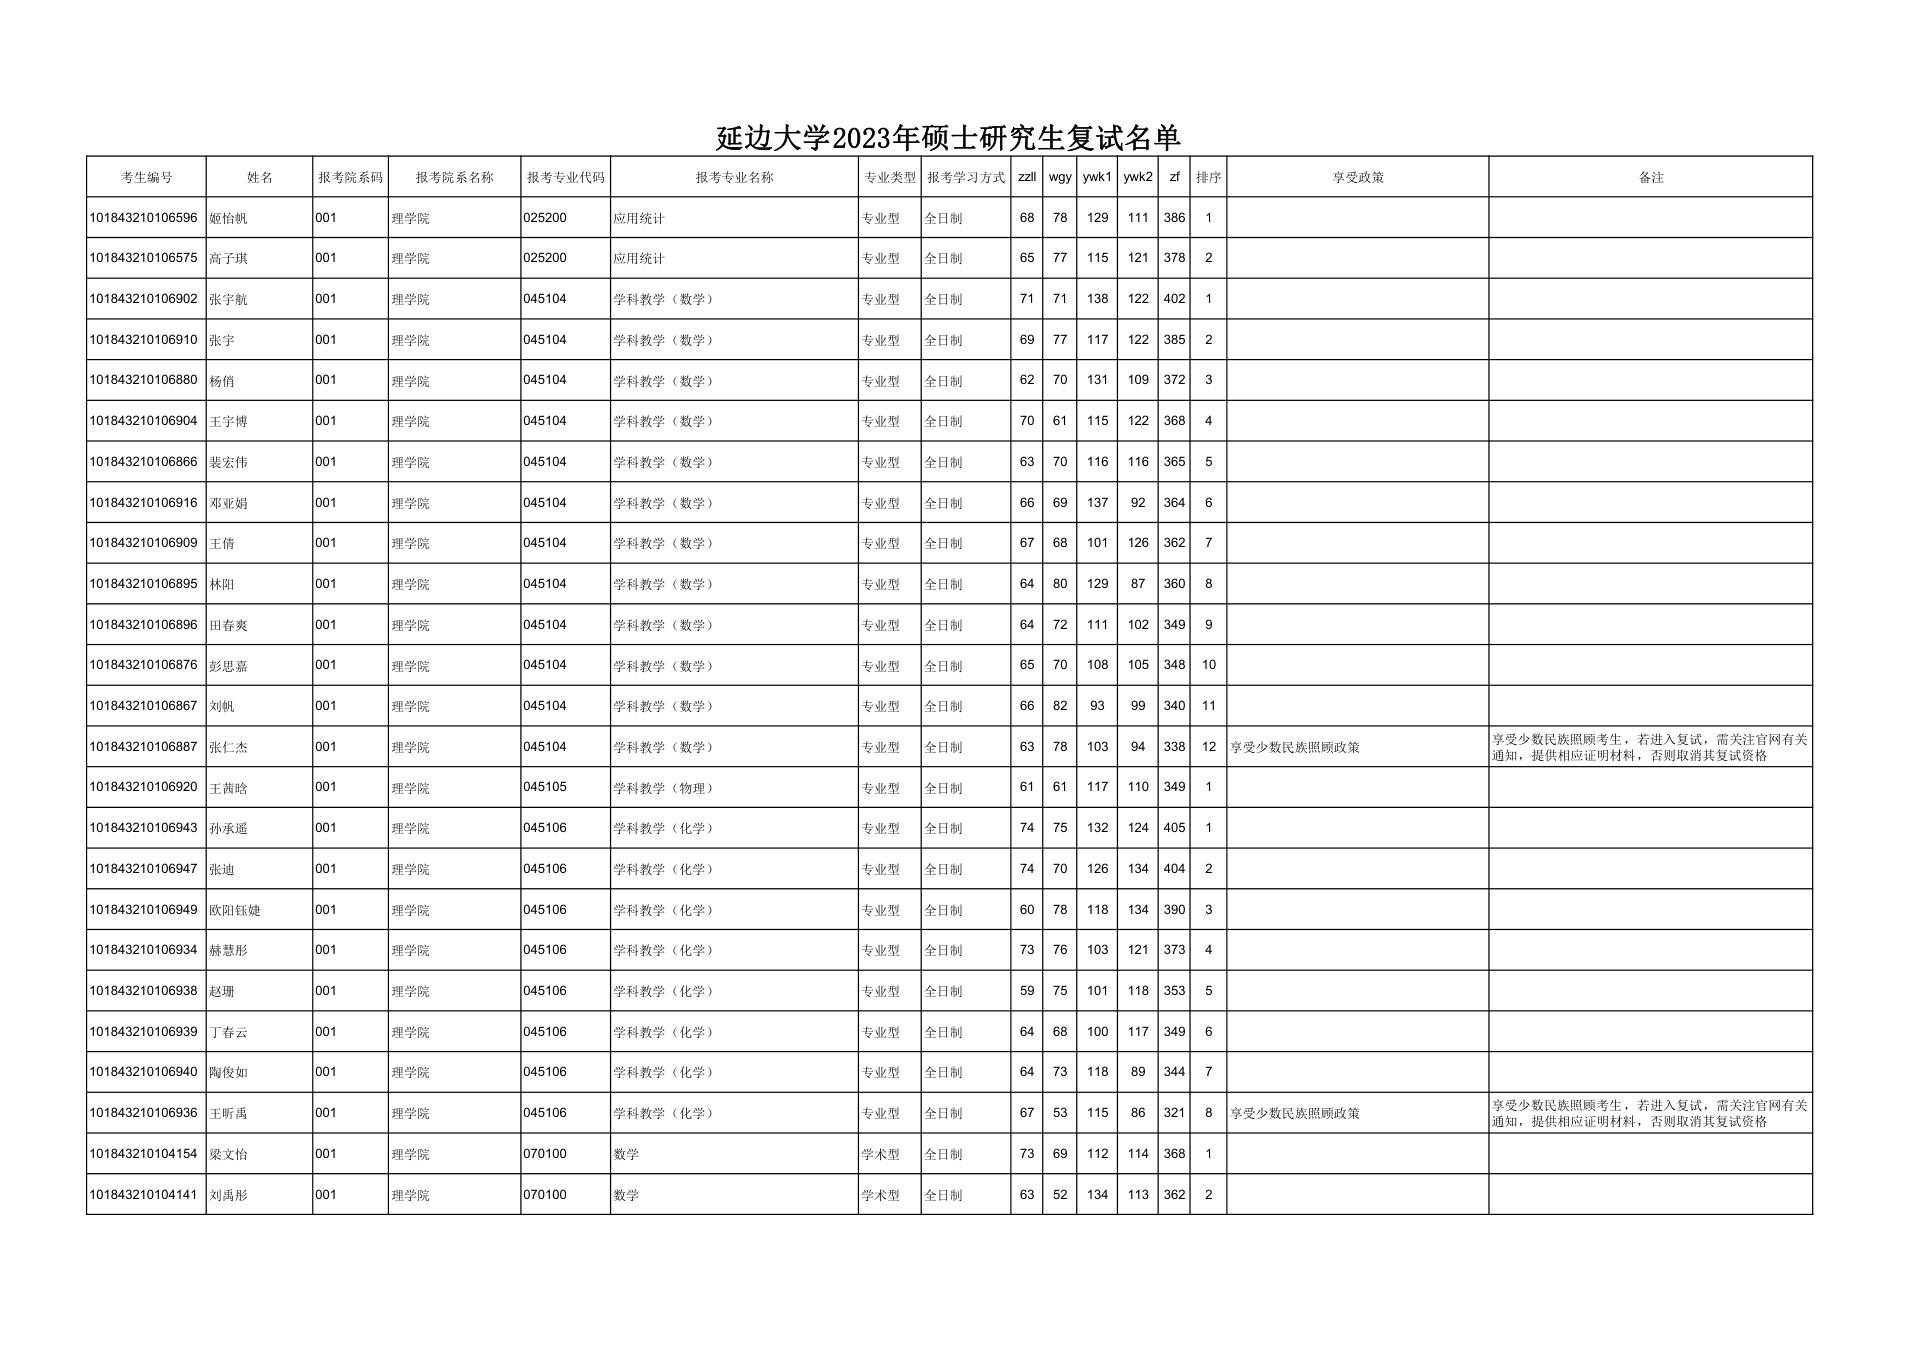 延边大学2023年硕士研究生复试名单
考生编号 姓名 报考院系码 报考院系名称 报考专业代码 报考专业名称 专业类型 报考学习方式 zzll wgy ywk1 ywk2 zf 排序 享受政策 备注
101843210106596 姬怡帆 001 理学院 025200 应用统计 专业型 全日制 68 78 129 111 386 1
101843210106575 高子琪 001 理学院 025200 应用统计 专业型 全日制 65 77 115 121 378 2
101843210106902 张宇航 001 理学院 045104 学科教学（数学） 专业型 全日制 71 71 138 122 402 1
101843210106910 张宇 001 理学院 045104 学科教学（数学） 专业型 全日制 69 77 117 122 385 2
101843210106880 杨俏 001 理学院 045104 学科教学（数学） 专业型 全日制 62 70 131 109 372 3
101843210106904 王宇博 001 理学院 045104 学科教学（数学） 专业型 全日制 70 61 115 122 368 4
101843210106866 裴宏伟 001 理学院 045104 学科教学（数学） 专业型 全日制 63 70 116 116 365 5
101843210106916 邓亚娟 001 理学院 045104 学科教学（数学） 专业型 全日制 66 69 137 92 364 6
101843210106909 王倩 001 理学院 045104 学科教学（数学） 专业型 全日制 67 68 101 126 362 7
101843210106895 林阳 001 理学院 045104 学科教学（数学） 专业型 全日制 64 80 129 87 360 8
101843210106896 田春爽 001 理学院 045104 学科教学（数学） 专业型 全日制 64 72 111 102 349 9
101843210106876 彭思嘉 001 理学院 045104 学科教学（数学） 专业型 全日制 65 70 108 105 348 10
101843210106867 刘帆 001 理学院 045104 学科教学（数学） 专业型 全日制 66 82 93 99 340 11
101843210106887 张仁杰 001 理学院 045104 学科教学（数学） 专业型 全日制 63 78 103 94 338 12 享受少数民族照顾政策 享受少数民族照顾考生，若进入复试，需关注官网有关
通知，提供相应证明材料，否则取消其复试资格
101843210106920 王茜晗 001 理学院 045105 学科教学（物理） 专业型 全日制 61 61 117 110 349 1
101843210106943 孙承遥 001 理学院 045106 学科教学（化学） 专业型 全日制 74 75 132 124 405 1
101843210106947 张迪 001 理学院 045106 学科教学（化学） 专业型 全日制 74 70 126 134 404 2
101843210106949 欧阳钰婕 001 理学院 045106 学科教学（化学） 专业型 全日制 60 78 118 134 390 3
101843210106934 赫慧彤 001 理学院 045106 学科教学（化学） 专业型 全日制 73 76 103 121 373 4
101843210106938 赵珊 001 理学院 045106 学科教学（化学） 专业型 全日制 59 75 101 118 353 5
101843210106939 丁春云 001 理学院 045106 学科教学（化学） 专业型 全日制 64 68 100 117 349 6
101843210106940 陶俊如 001 理学院 045106 学科教学（化学） 专业型 全日制 64 73 118 89 344 7
101843210106936 王昕禹 001 理学院 045106 学科教学（化学） 专业型 全日制 67 53 115 86 321 8 享受少数民族照顾政策 享受少数民族照顾考生，若进入复试，需关注官网有关
通知，提供相应证明材料，否则取消其复试资格
101843210104154 梁文怡 001 理学院 070100 数学 学术型 全日制 73 69 112 114 368 1
101843210104141 刘禹彤 001 理学院 070100 数学 学术型 全日制 63 52 134 113 362 2